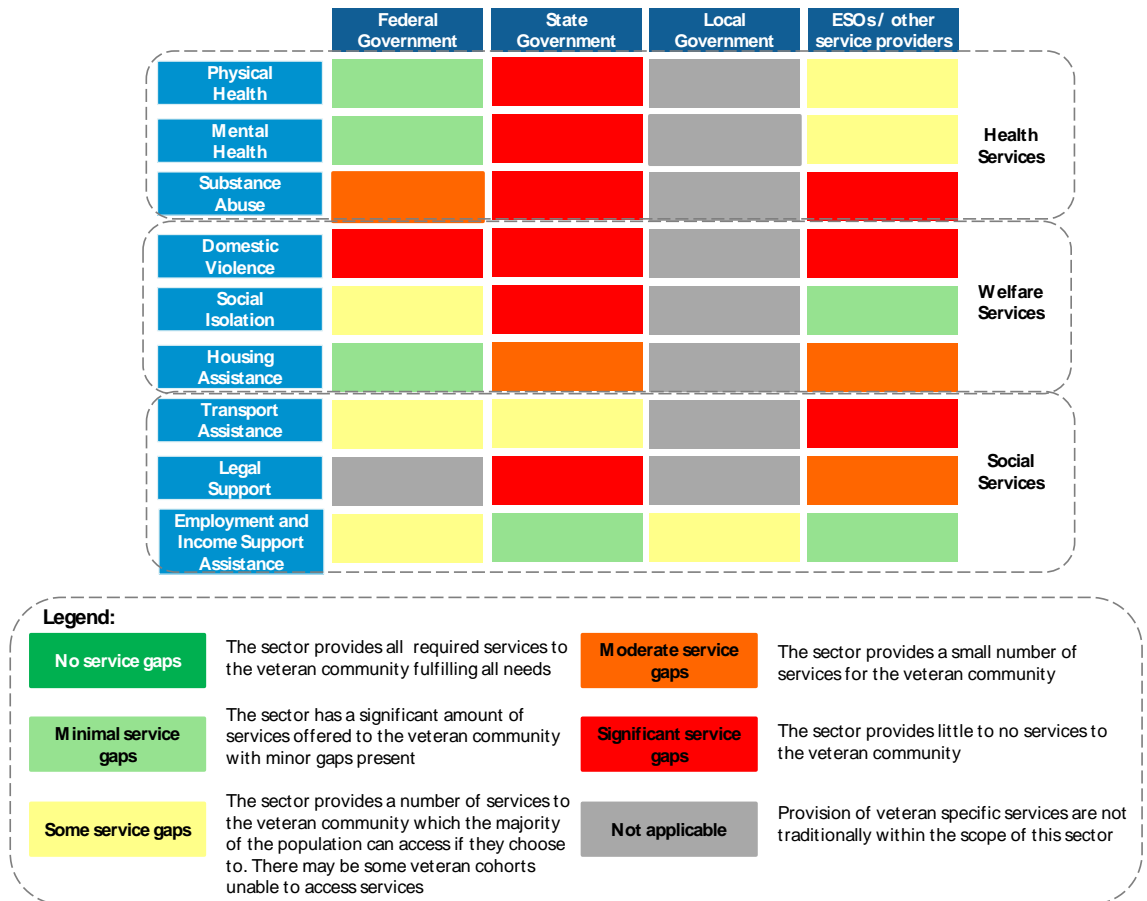 Federal
Government
State
Government
Local
Government
ESOs / other
service providers
Physical
Health
Mental
Health
Substance
Abuse
Health
Services
Domestic
Violence
Social
Isolation
Housing
Assistance
Welfare
Services
Transport
Assistance
Legal
Support
Employment and
Income Support
Assistance
Social
Services
Legend:
No service gaps
The sector provides all required services to
the veteran community fulfilling all needs
Moderate service
gaps
The sector provides a small number of
services for the veteran community
Minimal service
gaps
The sector has a significant amount of
services offered to the veteran community
with minor gaps present
Significant service
gaps
The sector provides little to no services to
the veteran community
Some service gaps
The sector provides a number of services to
the veteran community which the majority
of the population can access if they choose
to. There may be some veteran cohorts
unable to access services
Not applicable
Provision of veteran specific services are not
traditionally within the scope of this sector